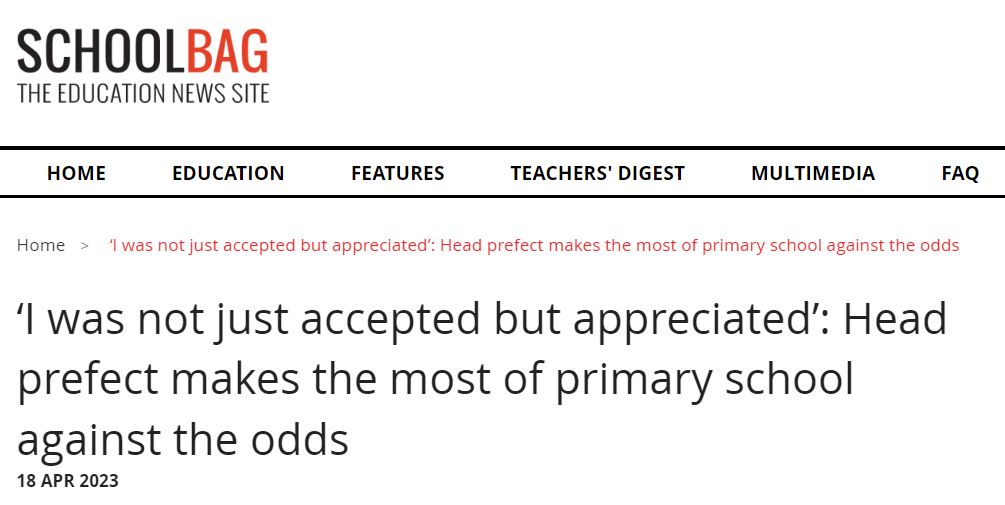 SCHOOLBAG
THE EDUCATION NEWS SITE
HOME EDUCATION FEATURES TEACHERS' DIGEST MULTIMEDIA FAQ
Home > ‘I was not just accepted but appreciated’: Head prefect makes the most of primary school against the odds
‘I was not just accepted but appreciated’: Head
prefect makes the most of primary school
against the odds
18 APR 2023